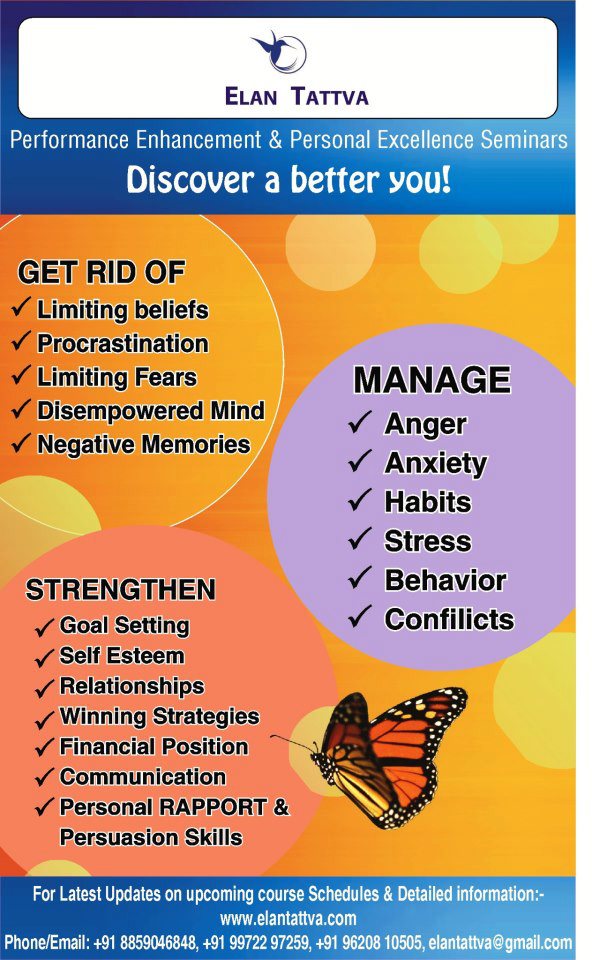 ELAN TATTVA
Performance Enhancement & Personal Excellence Seminars
Discover a better you!
GET RID OF
✓ Limiting beliefs
✓ Procrastination
✓ Limiting Fears
✓ Disempowered Mind
✓ Negative Memories
MANAGE
✓ Anger
✓ Anxiety
✓ Habits
✓ Stress
✓ Behavior
✓ Confilicts
STRENGTHEN
✓ Goal Setting
✓ Self Esteem
✓ Relationships
✓ Winning Strategies
✓ Financial Position
✓ Communication
✓ Personal RAPPORT &
Persuasion Skills
For Latest Updates on upcoming course Schedules & Detailed information:-
www.elantattva.com
Phone/Email: +91 8859046848, +91 99722 97259, +91 96208 10505, elantattva@gmail.com